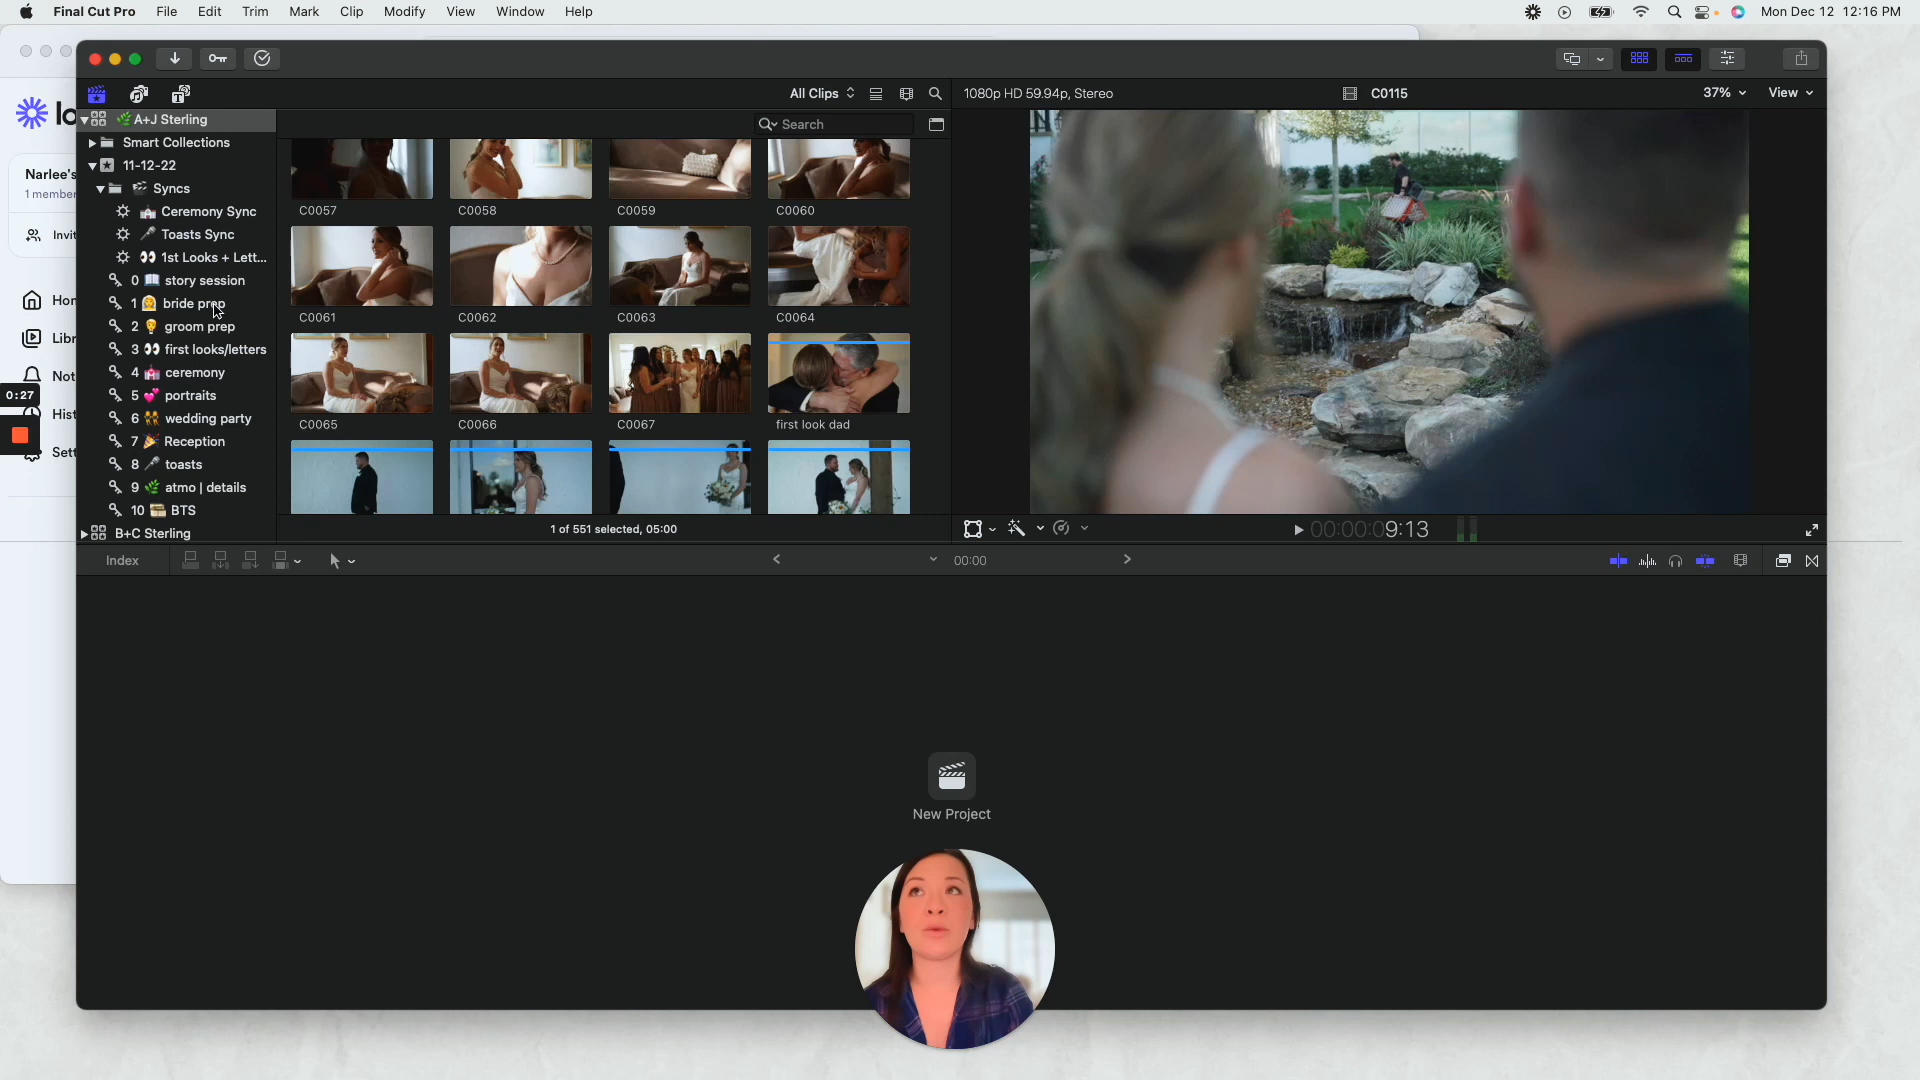 Final Cut Pro File Edit Trim Mark Clip Modify View Window Help Mon Dec 12 12:16 PM
All Clips
1080p HD 59.94p, Stereo
C0115
37%
View
lo
Narlee's
1 member
Invit
Hor
Libr
Not
Hist
Sett
0:27
A+J Sterling
Smart Collections
11-12-22
Syncs
Ceremony Sync
Toasts Sync
1st Looks + Lett...
0 story session
1 bride prep
2 groom prep
3 first looks/letters
4 ceremony
5 portraits
6 wedding party
7 Reception
8 toasts
9 atmo | details
10 BTS
B+C Sterling
Search
C0057 C0058 C0059 C0060
C0061 C0062 C0063 C0064
C0065 C0066 C0067 first look dad
1 of 551 selected, 05:00
00:00:09:13
Index
00:00
New Project